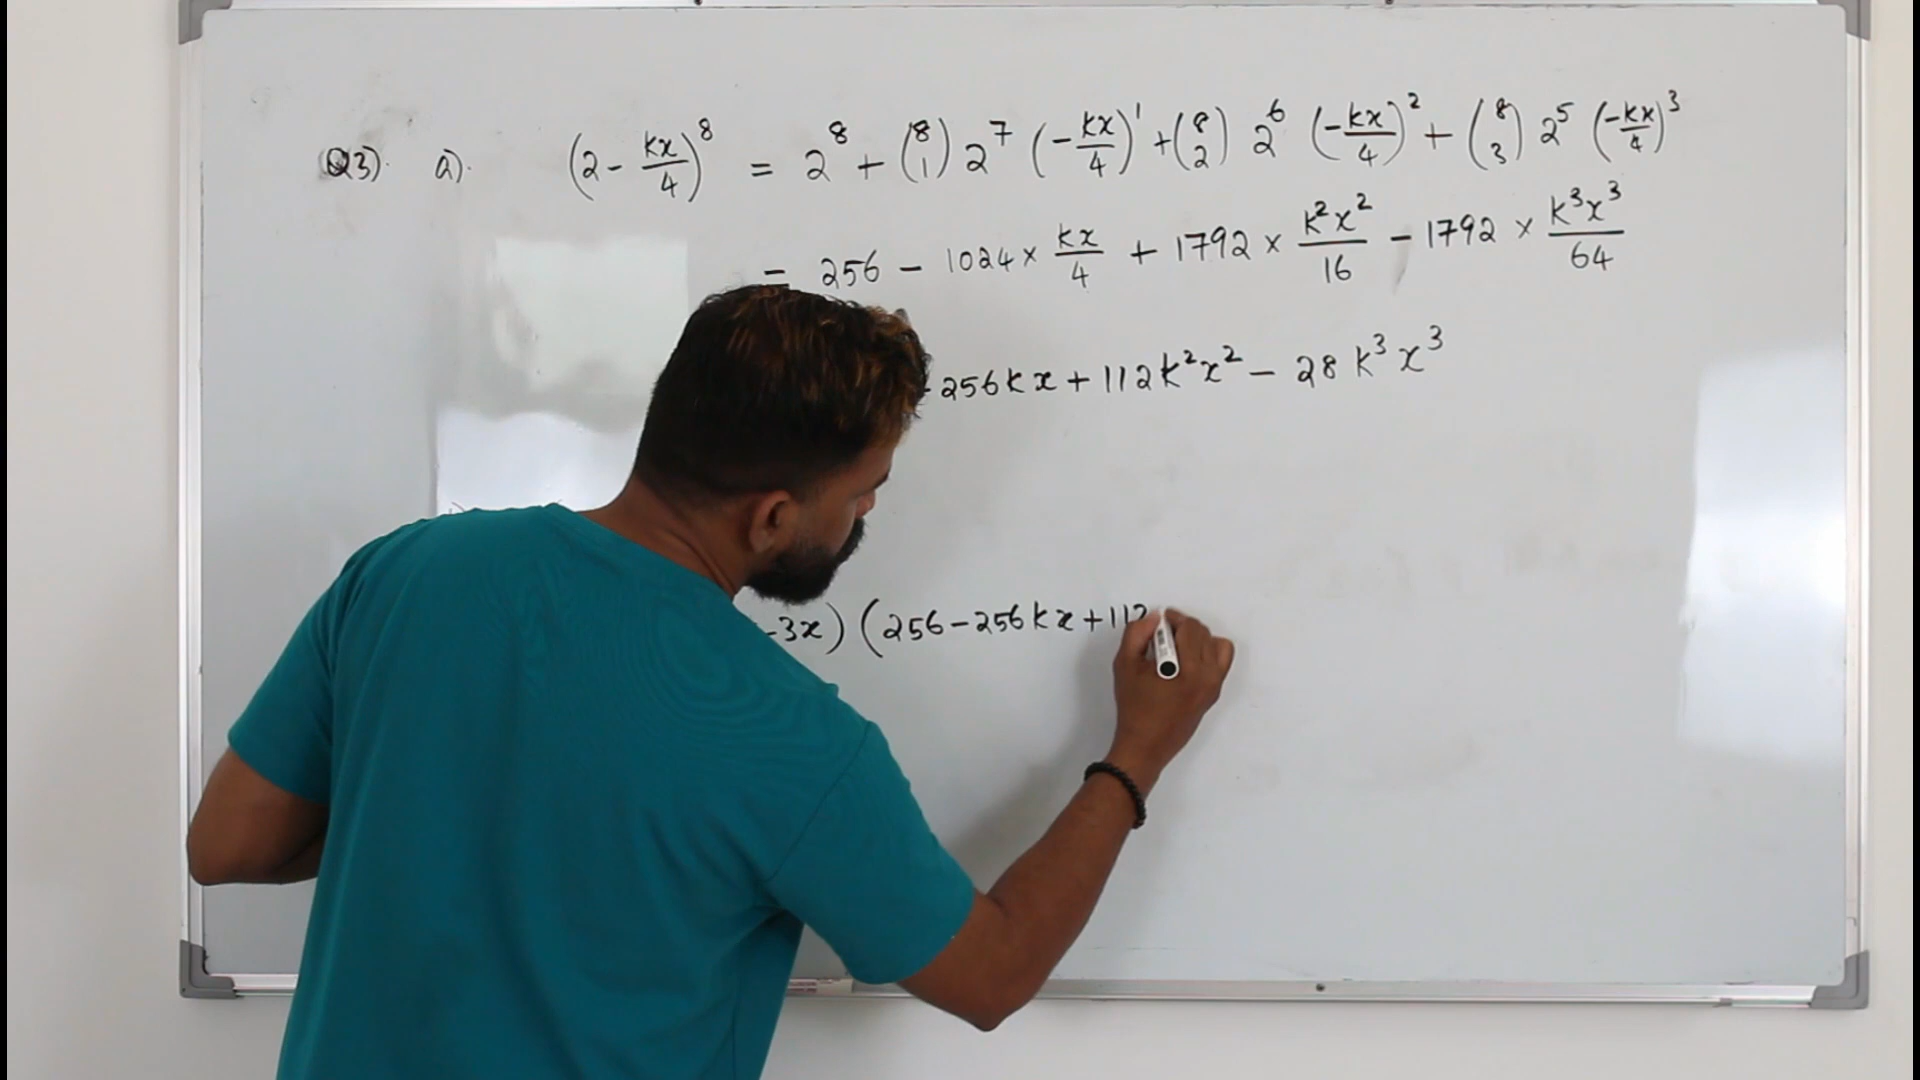 Q3). a). (2 - kx/4)^8 = 2^8 + (8 1) 2^7 (-kx/4)^1 + (8 2) 2^6 (-kx/4)^2 + (8 3) 2^5 (-kx/4)^3
= 256 - 1024 × kx/4 + 1792 × k^2x^2/16 - 1792 × k^3x^3/64
256kx + 112k^2x^2 - 28k^3x^3
-3x) (256 - 256kx + 112